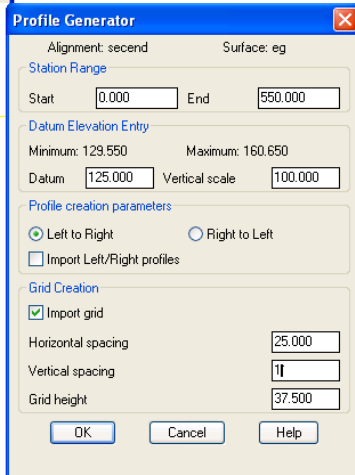 Profile Generator
Alignment: secend Surface: eg
Station Range
Start 0.000 End 550.000
Datum Elevation Entry
Minimum: 129.550 Maximum: 160.650
Datum 125.000 Vertical scale 100.000
Profile creation parameters
Left to Right Right to Left
Import Left/Right profiles
Grid Creation
Import grid
Horizontal spacing 25.000
Vertical spacing 1
Grid height 37.500
OK Cancel Help